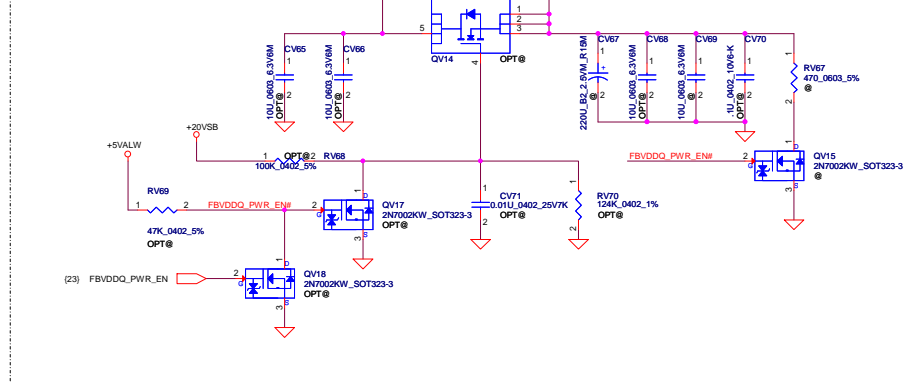 5
1
2
3
4
QV14
OPT@
CV65
10U_0603_6.3V6M
1
2
OPT@
CV66
10U_0603_6.3V6M
1
2
OPT@
CV67
220U_B2_2.5VM_R15M
1
+
2
@
CV68
10U_0603_6.3V6M
1
2
OPT@
CV69
10U_0603_6.3V6M
1
2
OPT@
CV70
.1U_0402_10V6-K
1
2
@
1
RV67
470_0603_5%
@
2
+5VALW
+20VSB
1
OPT@
2
RV68
100K_0402_5%
FBVDDQ_PWR_EN#
2
G
1
D
3
S
QV15
2N7002KW_SOT323-3
@
RV69
1
2
47K_0402_5%
OPT@
FBVDDQ_PWR_EN#
2
G
1
D
3
S
QV17
2N7002KW_SOT323-3
OPT@
1
CV71
0.01U_0402_25V7K
OPT@
2
1
RV70
124K_0402_1%
OPT@
2
{23} FBVDDQ_PWR_EN
2
G
1
D
3
S
QV18
2N7002KW_SOT323-3
OPT@